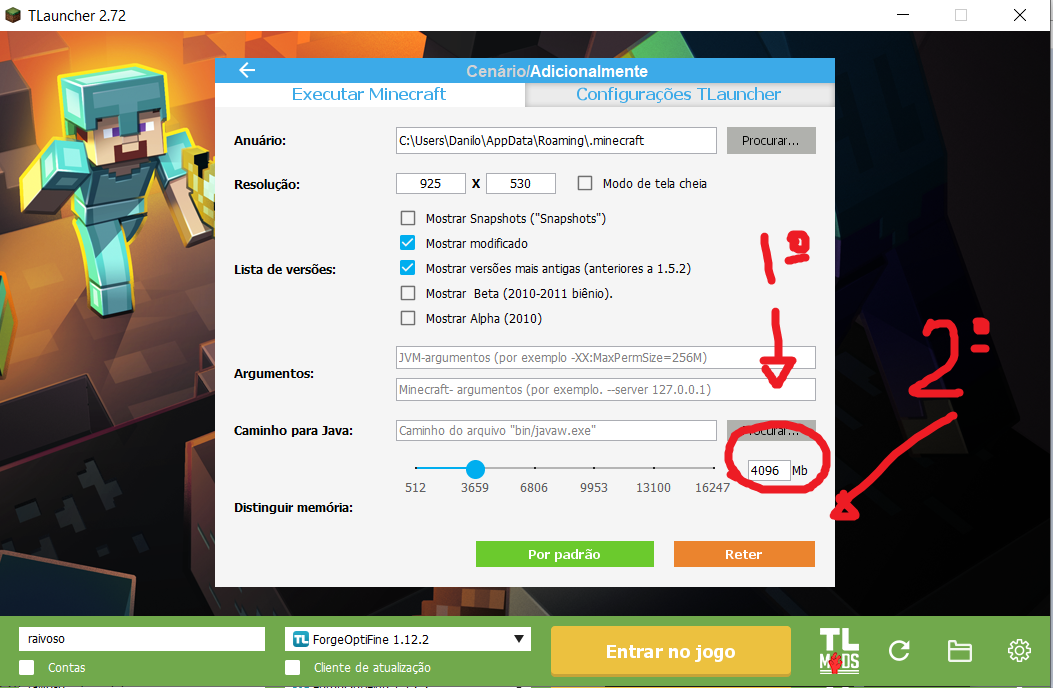 TLauncher 2.72
Cenário/Adicionalmente
Executar Minecraft
Configurações TLauncher
Anuário:
C:\Users\Danilo\AppData\Roaming\.minecraft
Procurar...
Resolução:
925 X 530
Modo de tela cheia
Lista de versões:
Mostrar Snapshots ("Snapshots")
Mostrar modificado
Mostrar versões mais antigas (anteriores a 1.5.2)
Mostrar Beta (2010-2011 biênio).
Mostrar Alpha (2010)
1º
2º
Argumentos:
JVM-argumentos (por exemplo -XX:MaxPermSize=256M)
Minecraft- argumentos (por exemplo. --server 127.0.0.1)
Caminho para Java:
Caminho do arquivo "bin/javaw.exe"
Procurar...
4096 Mb
512 3659 6806 9953 13100 16247
Distinguir memória:
Por padrão
Reter
raivoso
Contas
TL ForgeOptiFine 1.12.2
Cliente de atualização
Entrar no jogo
TL
MODS